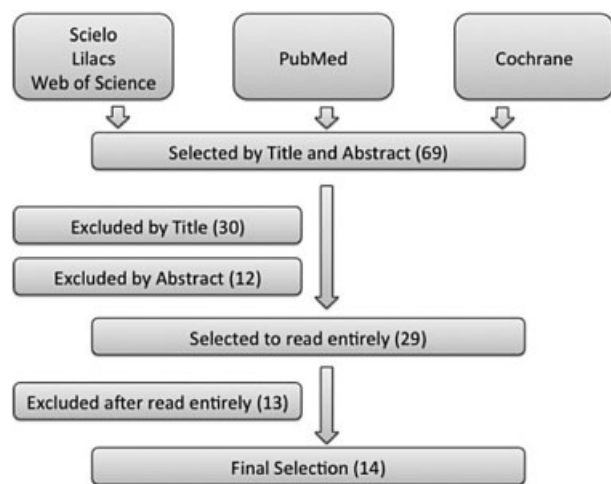 Scielo
Lilacs
Web of Science
PubMed
Cochrane
Selected by Title and Abstract (69)
Excluded by Title (30)
Excluded by Abstract (12)
Selected to read entirely (29)
Excluded after read entirely (13)
Final Selection (14)